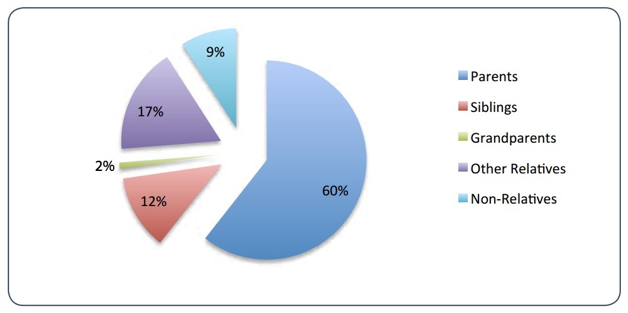 9%
17%
2%
12%
60%
Parents
Siblings
Grandparents
Other Relatives
Non-Relatives